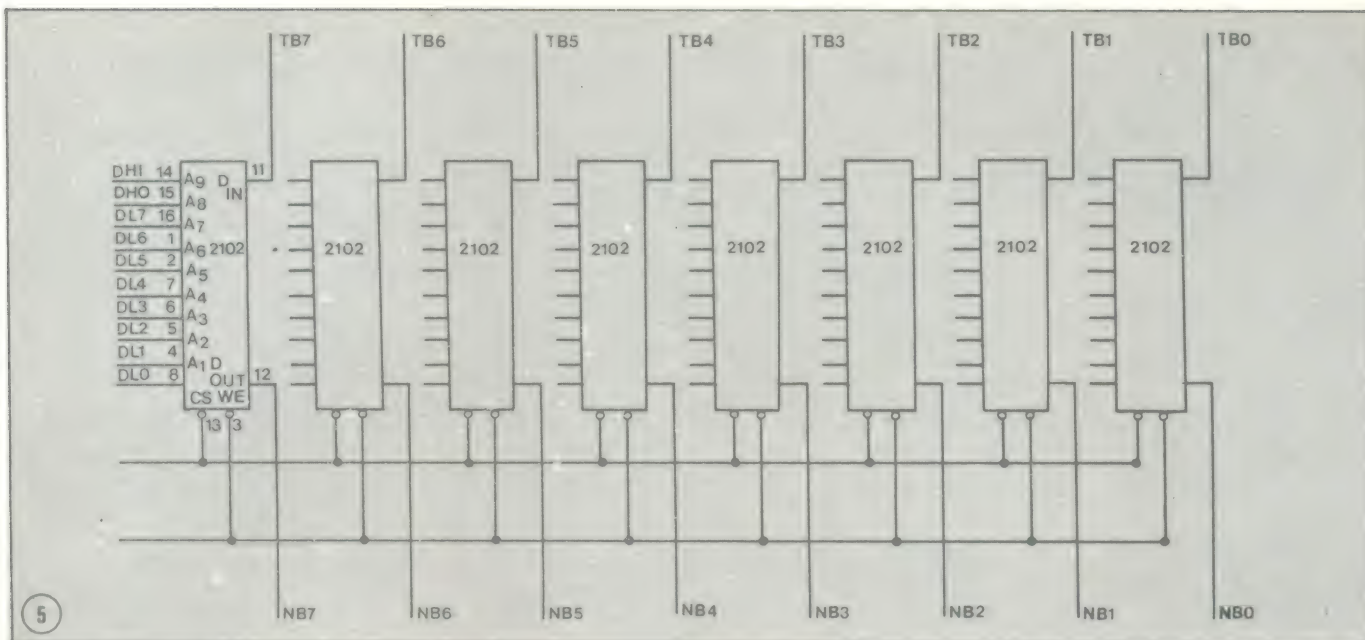 TB7 TB6 TB5 TB4 TB3 TB2 TB1 TB0
DH1 14 A9 D 11
DH0 15 A8 IN
DL7 16 A7
DL6 1 A6 2102 2102 2102 2102 2102 2102 2102 2102
DL5 2 A5
DL4 7 A4
DL3 6 A3
DL2 5 A2
DL1 4 A1 D
DL0 8 OUT 12
CS WE
13 3
5 NB7 NB6 NB5 NB4 NB3 NB2 NB1 NB0